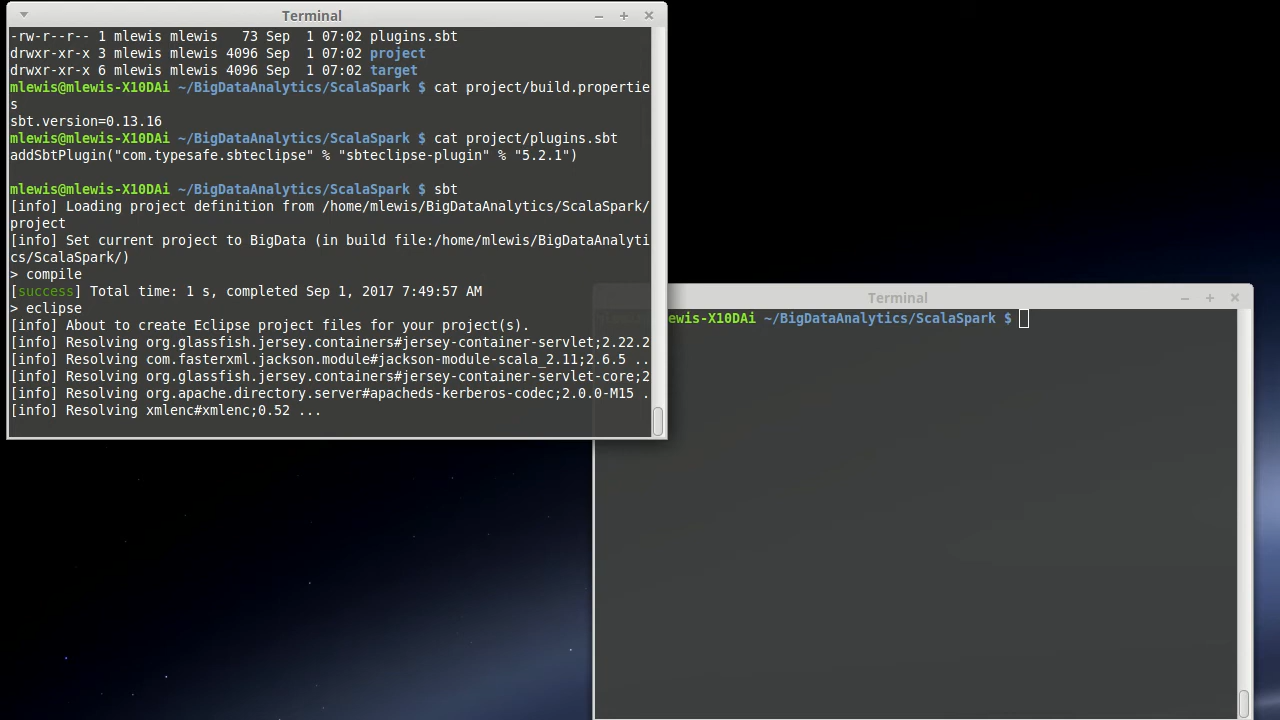 Terminal
-rw-r--r-- 1 mlewis mlewis   73 Sep  1 07:02 plugins.sbt
drwxr-xr-x 3 mlewis mlewis 4096 Sep  1 07:02 project
drwxr-xr-x 6 mlewis mlewis 4096 Sep  1 07:02 target
mlewis@mlewis-X10DAi ~/BigDataAnalytics/ScalaSpark $ cat project/build.propertie
s
sbt.version=0.13.16
mlewis@mlewis-X10DAi ~/BigDataAnalytics/ScalaSpark $ cat project/plugins.sbt
addSbtPlugin("com.typesafe.sbteclipse" % "sbteclipse-plugin" % "5.2.1")
mlewis@mlewis-X10DAi ~/BigDataAnalytics/ScalaSpark $ sbt
[info] Loading project definition from /home/mlewis/BigDataAnalytics/ScalaSpark/
project
[info] Set current project to BigData (in build file:/home/mlewis/BigDataAnalyti
cs/ScalaSpark/)
> compile
[success] Total time: 1 s, completed Sep 1, 2017 7:49:57 AM
> eclipse
[info] About to create Eclipse project files for your project(s).
[info] Resolving org.glassfish.jersey.containers#jersey-container-servlet;2.22.2
[info] Resolving com.fasterxml.jackson.module#jackson-module-scala_2.11;2.6.5 ..
[info] Resolving org.glassfish.jersey.containers#jersey-container-servlet-core;2
[info] Resolving org.apache.directory.server#apacheds-kerberos-codec;2.0.0-M15 .
[info] Resolving xmlenc#xmlenc;0.52 ...
Terminal
ewis-X10DAi ~/BigDataAnalytics/ScalaSpark $